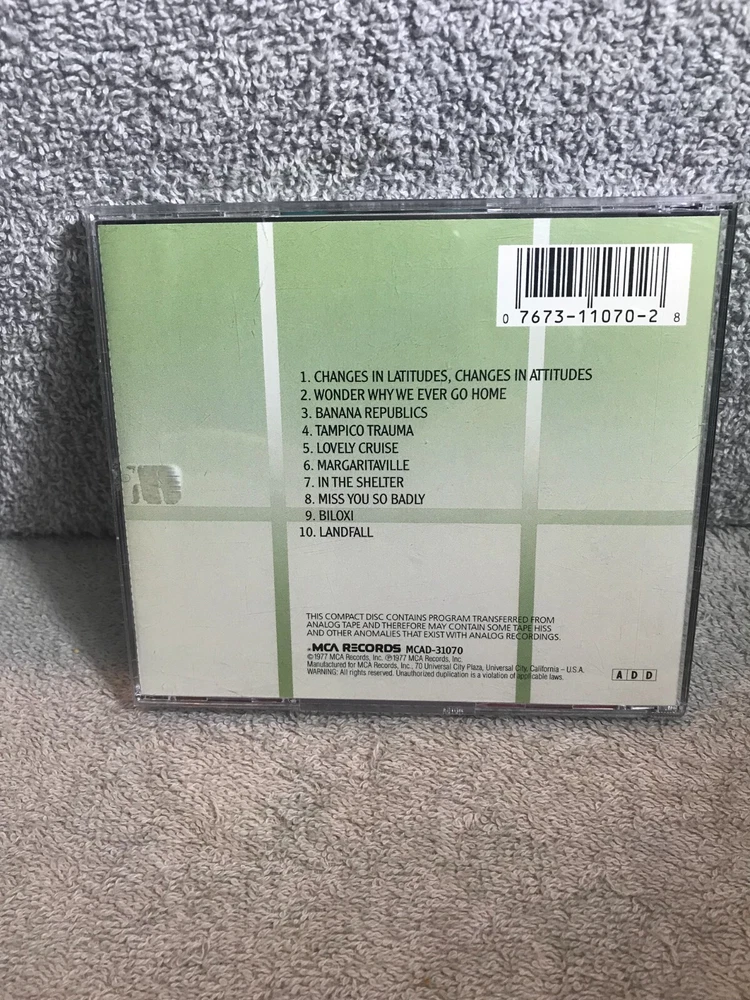 0 7673-11070-2 8
1. CHANGES IN LATITUDES, CHANGES IN ATTITUDES
2. WONDER WHY WE EVER GO HOME
3. BANANA REPUBLICS
4. TAMPICO TRAUMA
5. LOVELY CRUISE
6. MARGARITAVILLE
7. IN THE SHELTER
8. MISS YOU SO BADLY
9. BILOXI
10. LANDFALL
THIS COMPACT DISC CONTAINS PROGRAM TRANSFERRED FROM
ANALOG TAPE AND THEREFORE MAY CONTAIN SOME TAPE HISS
AND OTHER ANOMALIES THAT EXIST WITH ANALOG RECORDINGS.
MCA RECORDS MCAD-31070
©1977 MCA Records, Inc. ℗1977 MCA Records, Inc.
Manufactured for MCA Records, Inc., 70 Universal City Plaza, Universal City, California – U.S.A.
WARNING: All rights reserved. Unauthorized duplication is a violation of applicable laws.
A D D